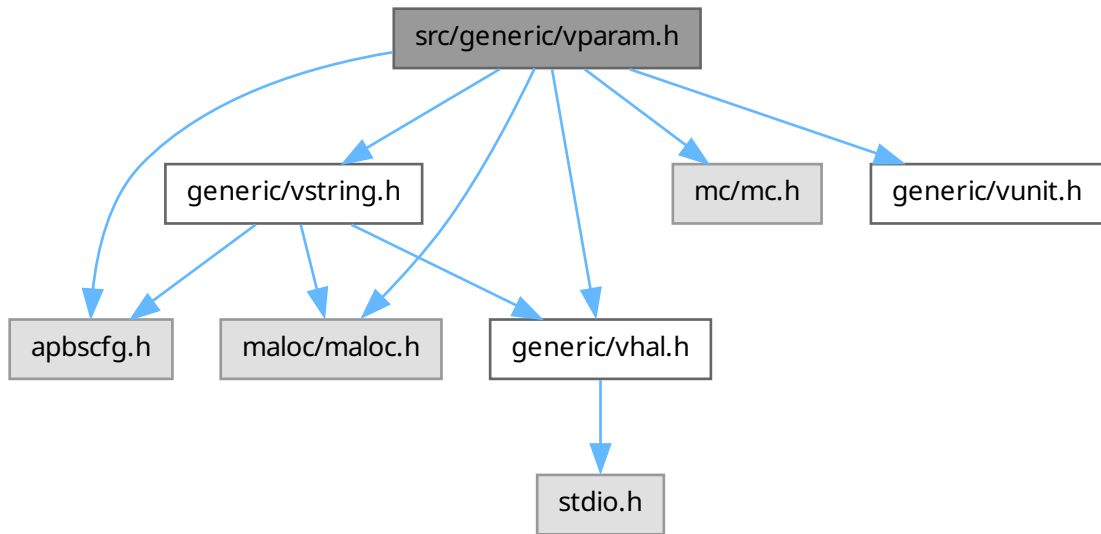 src/generic/vparam.h
generic/vstring.h
mc/mc.h
generic/vunit.h
apbscfg.h
maloc/maloc.h
generic/vhal.h
stdio.h